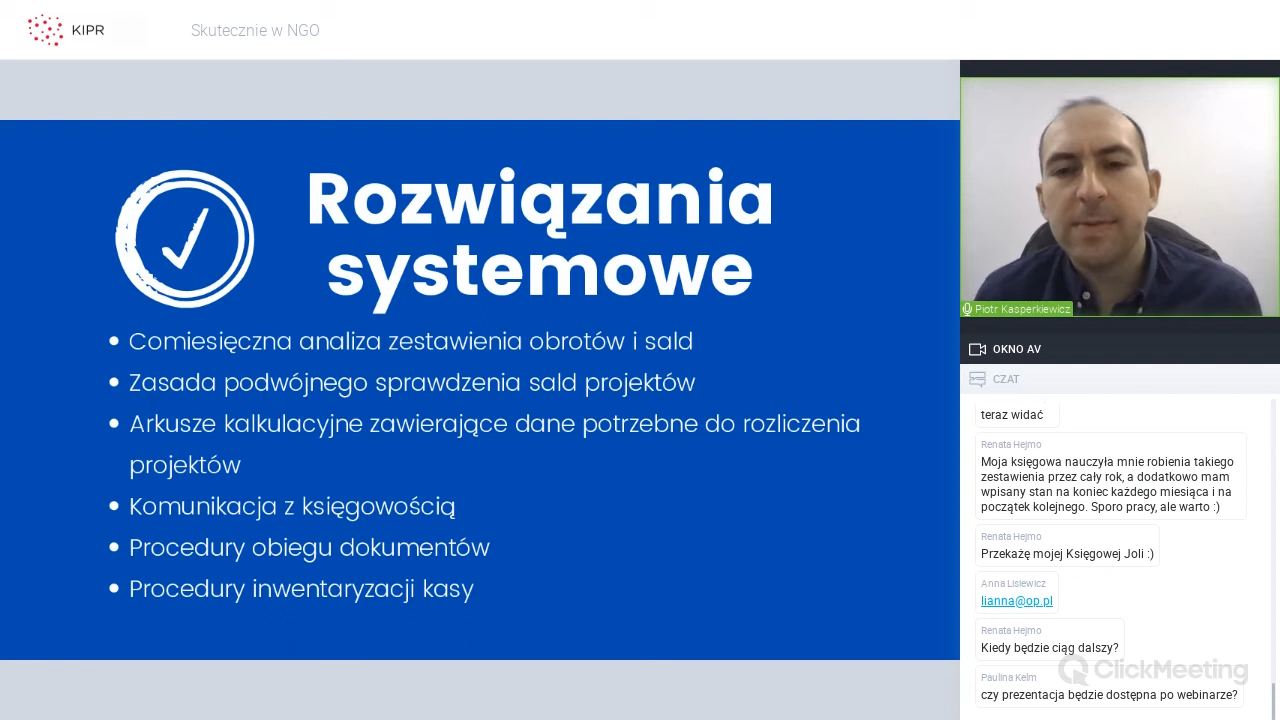 KIPR
Skutecznie w NGO
Rozwiązania
systemowe
Comiesięczna analiza zestawienia obrotów i sald
Zasada podwójnego sprawdzenia sald projektów
Arkusze kalkulacyjne zawierające dane potrzebne do rozliczenia
projektów
Komunikacja z księgowością
Procedury obiegu dokumentów
Procedury inwentaryzacji kasy
Piotr Kasperkiewicz
OKNO AV
CZAT
teraz widać
Renata Hejmo
Moja księgowa nauczyła mnie robienia takiego
zestawienia przez cały rok, a dodatkowo mam
wpisany stan na koniec każdego miesiąca i na
początek kolejnego. Sporo pracy, ale warto :)
Renata Hejmo
Przekażę mojej Księgowej Joli :)
Anna Lisiewicz
lianna@op.pl
Renata Hejmo
Kiedy będzie ciąg dalszy?
ClickMeeting
Paulina Kelm
czy prezentacja będzie dostępna po webinarze?